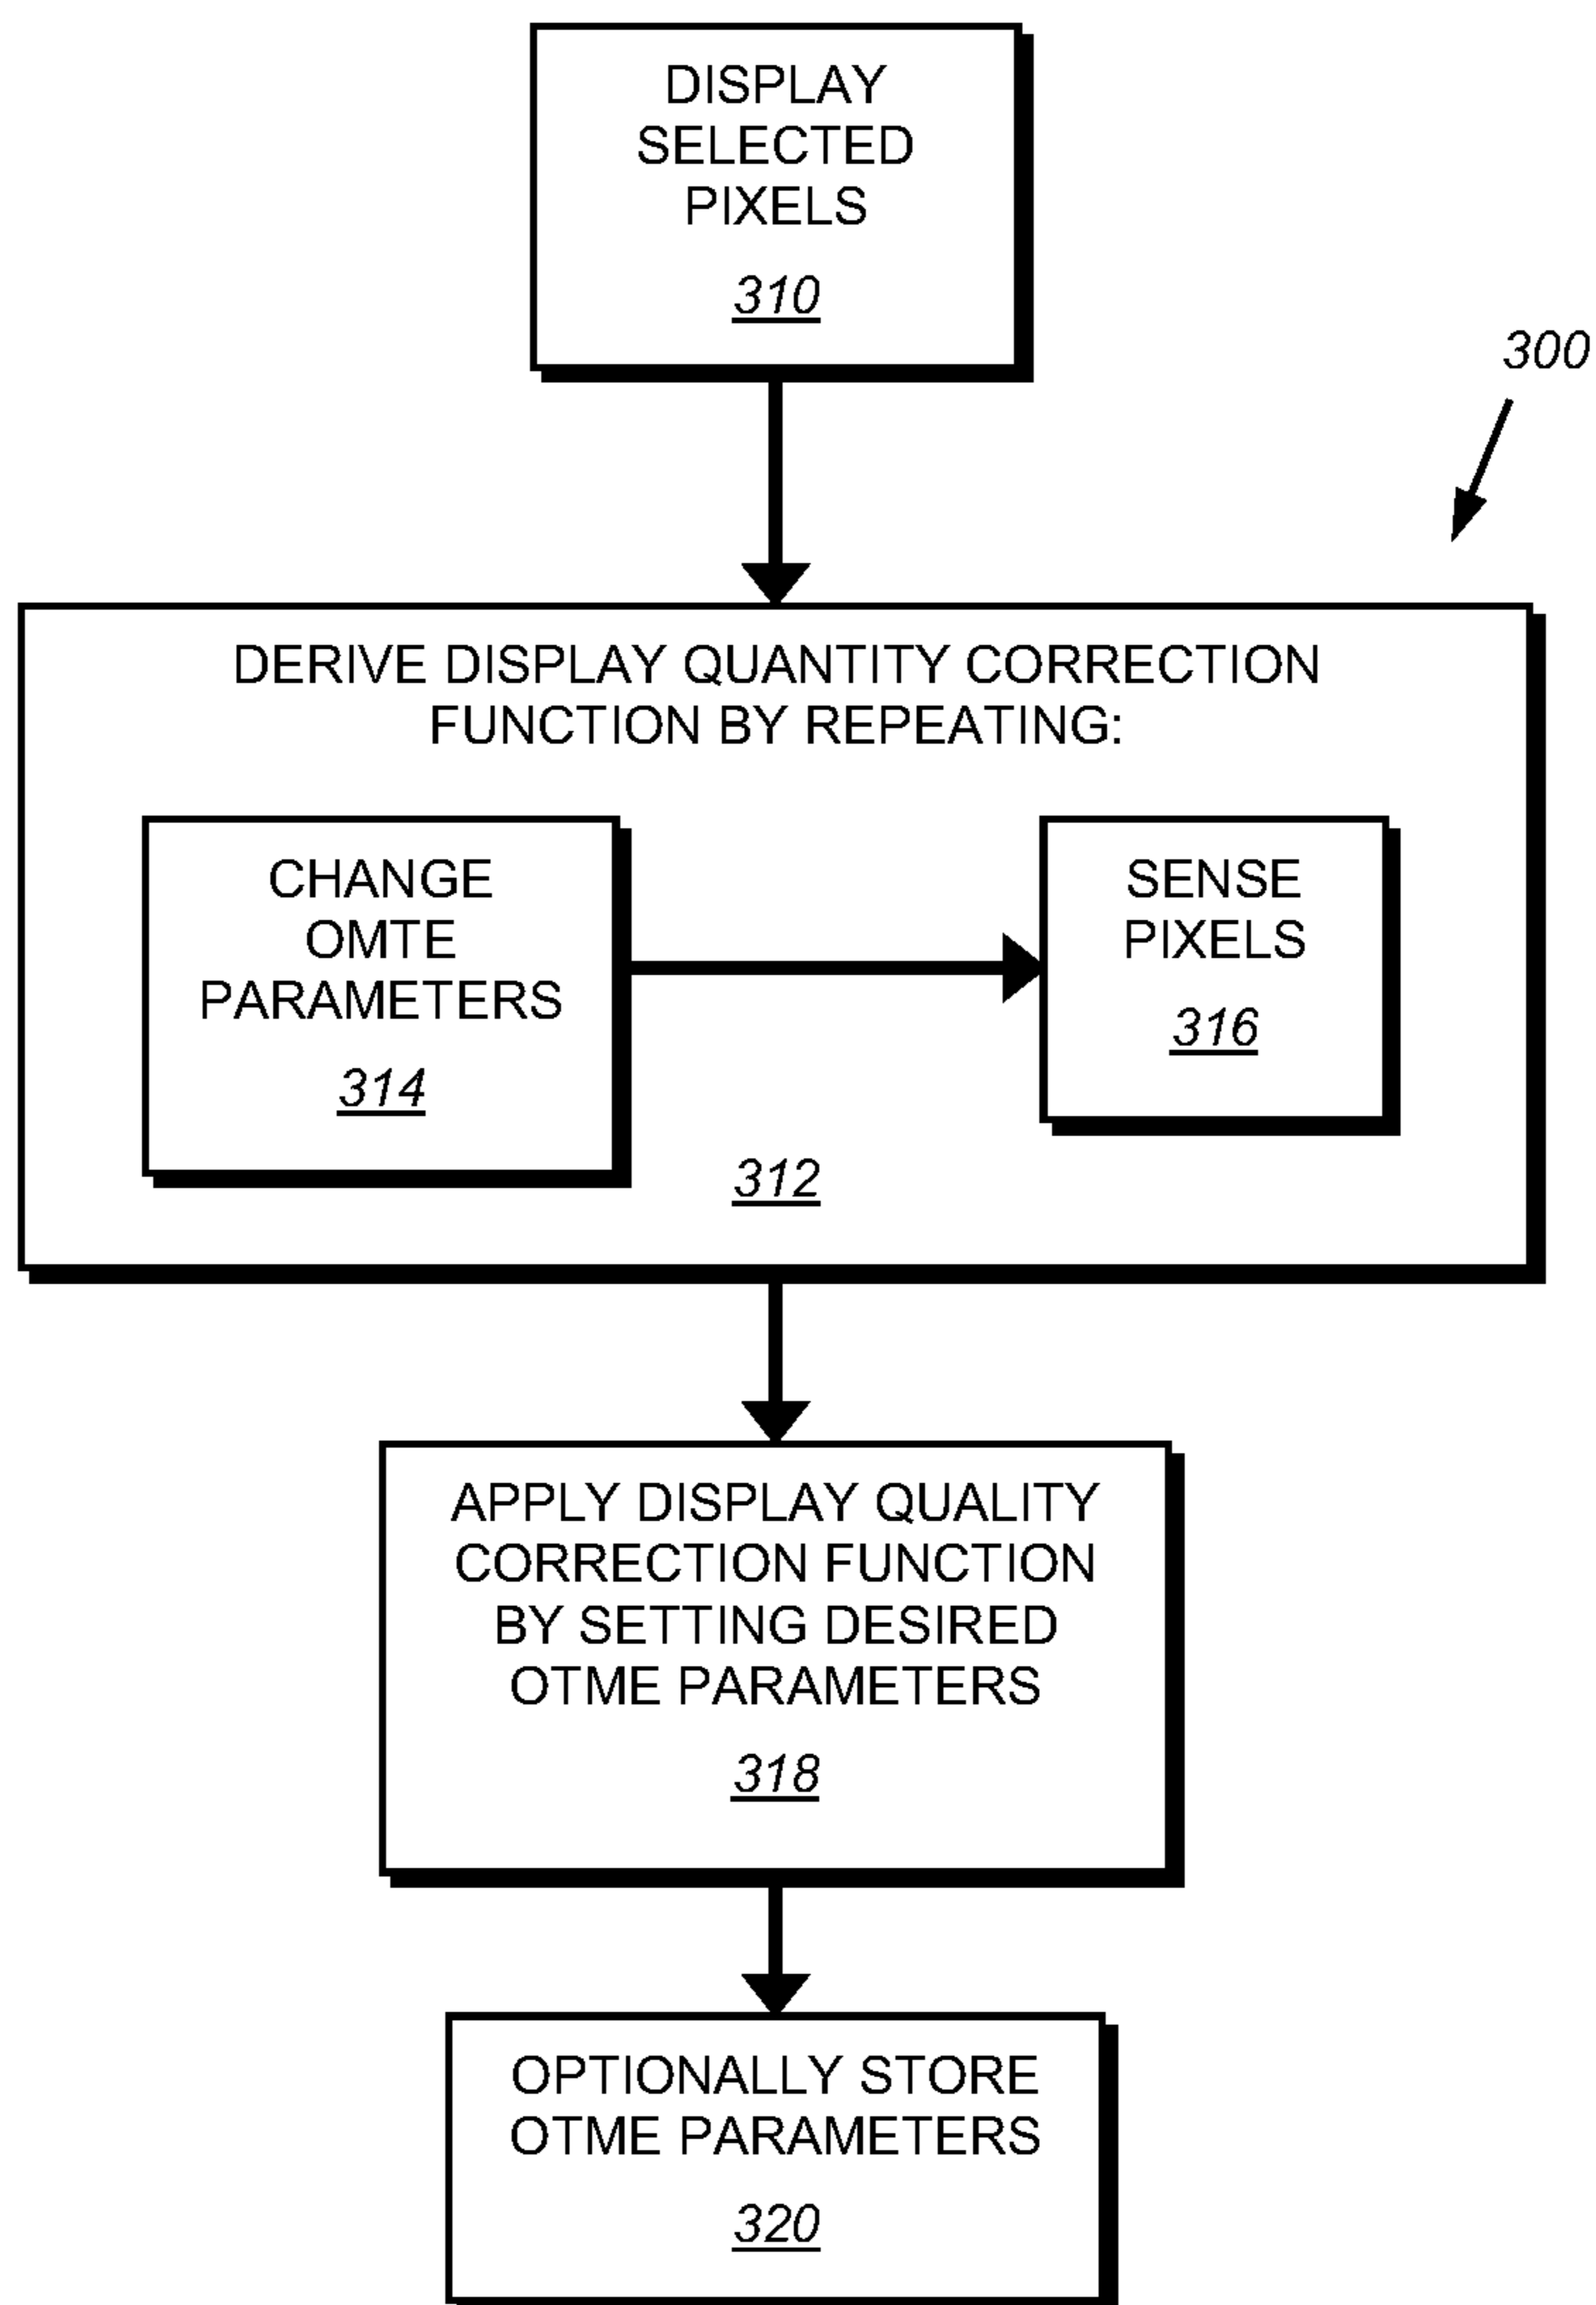 DISPLAY
SELECTED
PIXELS
310
300
DERIVE DISPLAY QUANTITY CORRECTION
FUNCTION BY REPEATING:
CHANGE
OMTE
PARAMETERS
314
SENSE
PIXELS
316
312
APPLY DISPLAY QUALITY
CORRECTION FUNCTION
BY SETTING DESIRED
OTME PARAMETERS
318
OPTIONALLY STORE
OTME PARAMETERS
320